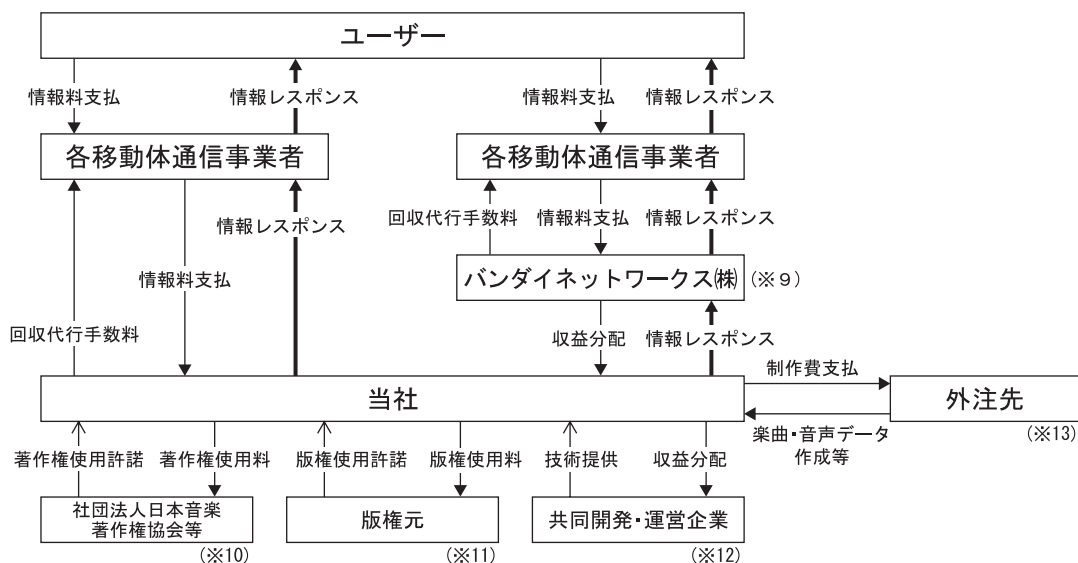 ユーザー
情報料支払
情報レスポンス
情報料支払
情報レスポンス
各移動体通信事業者
各移動体通信事業者
回収代行手数料
情報料支払
情報レスポンス
情報レスポンス
バンダイネットワークス㈱
(※9)
情報料支払
回収代行手数料
収益分配
情報レスポンス
制作費支払
当社
外注先
楽曲・音声データ
作成等
(※13)
著作権使用許諾
著作権使用料
版権使用許諾
版権使用料
技術提供
収益分配
社団法人日本音楽
著作権協会等
版権元
共同開発・運営企業
(※10)
(※11)
(※12)